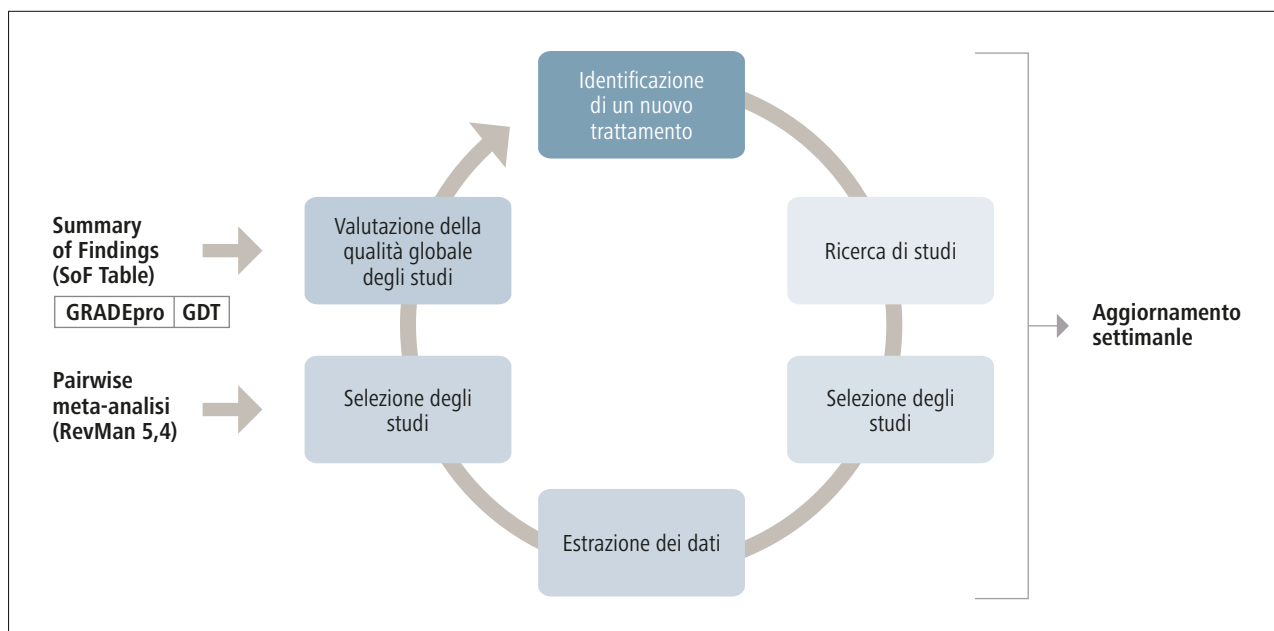 Identificazione
di un nuovo
trattamento
Summary
of Findings
(SoF Table)
GRADEpro GDT
Valutazione della
qualità globale
degli studi
Ricerca di studi
Aggiornamento
settimanle
Pairwise
meta-analisi
(RevMan 5,4)
Selezione degli
studi
Selezione degli
studi
Estrazione dei dati